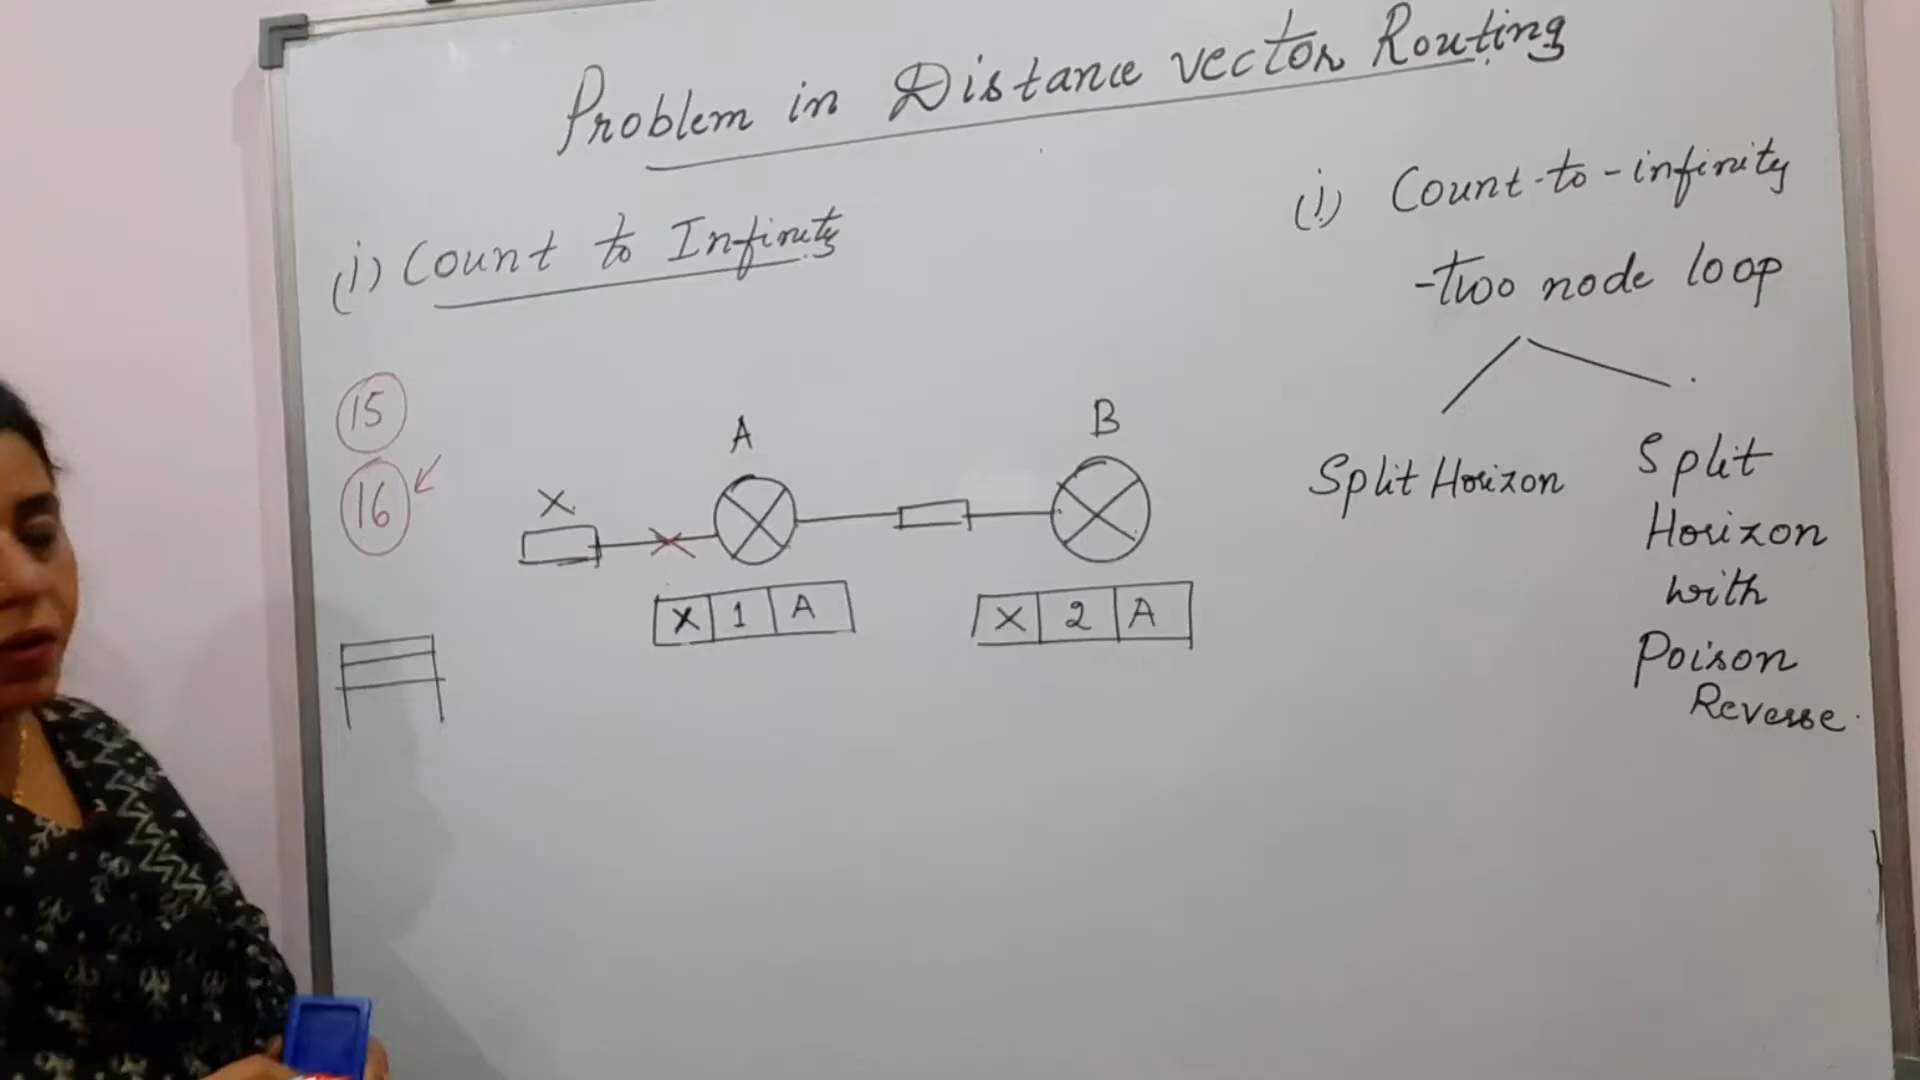 Problem in Distance vector Routing
(i) Count to Infinity
15
16
X
A
B
X 1 A
X 2 A
(i) Count-to-infinity
-two node loop
Split Horizon
Split
Horizon
with
Poison
Reverse.